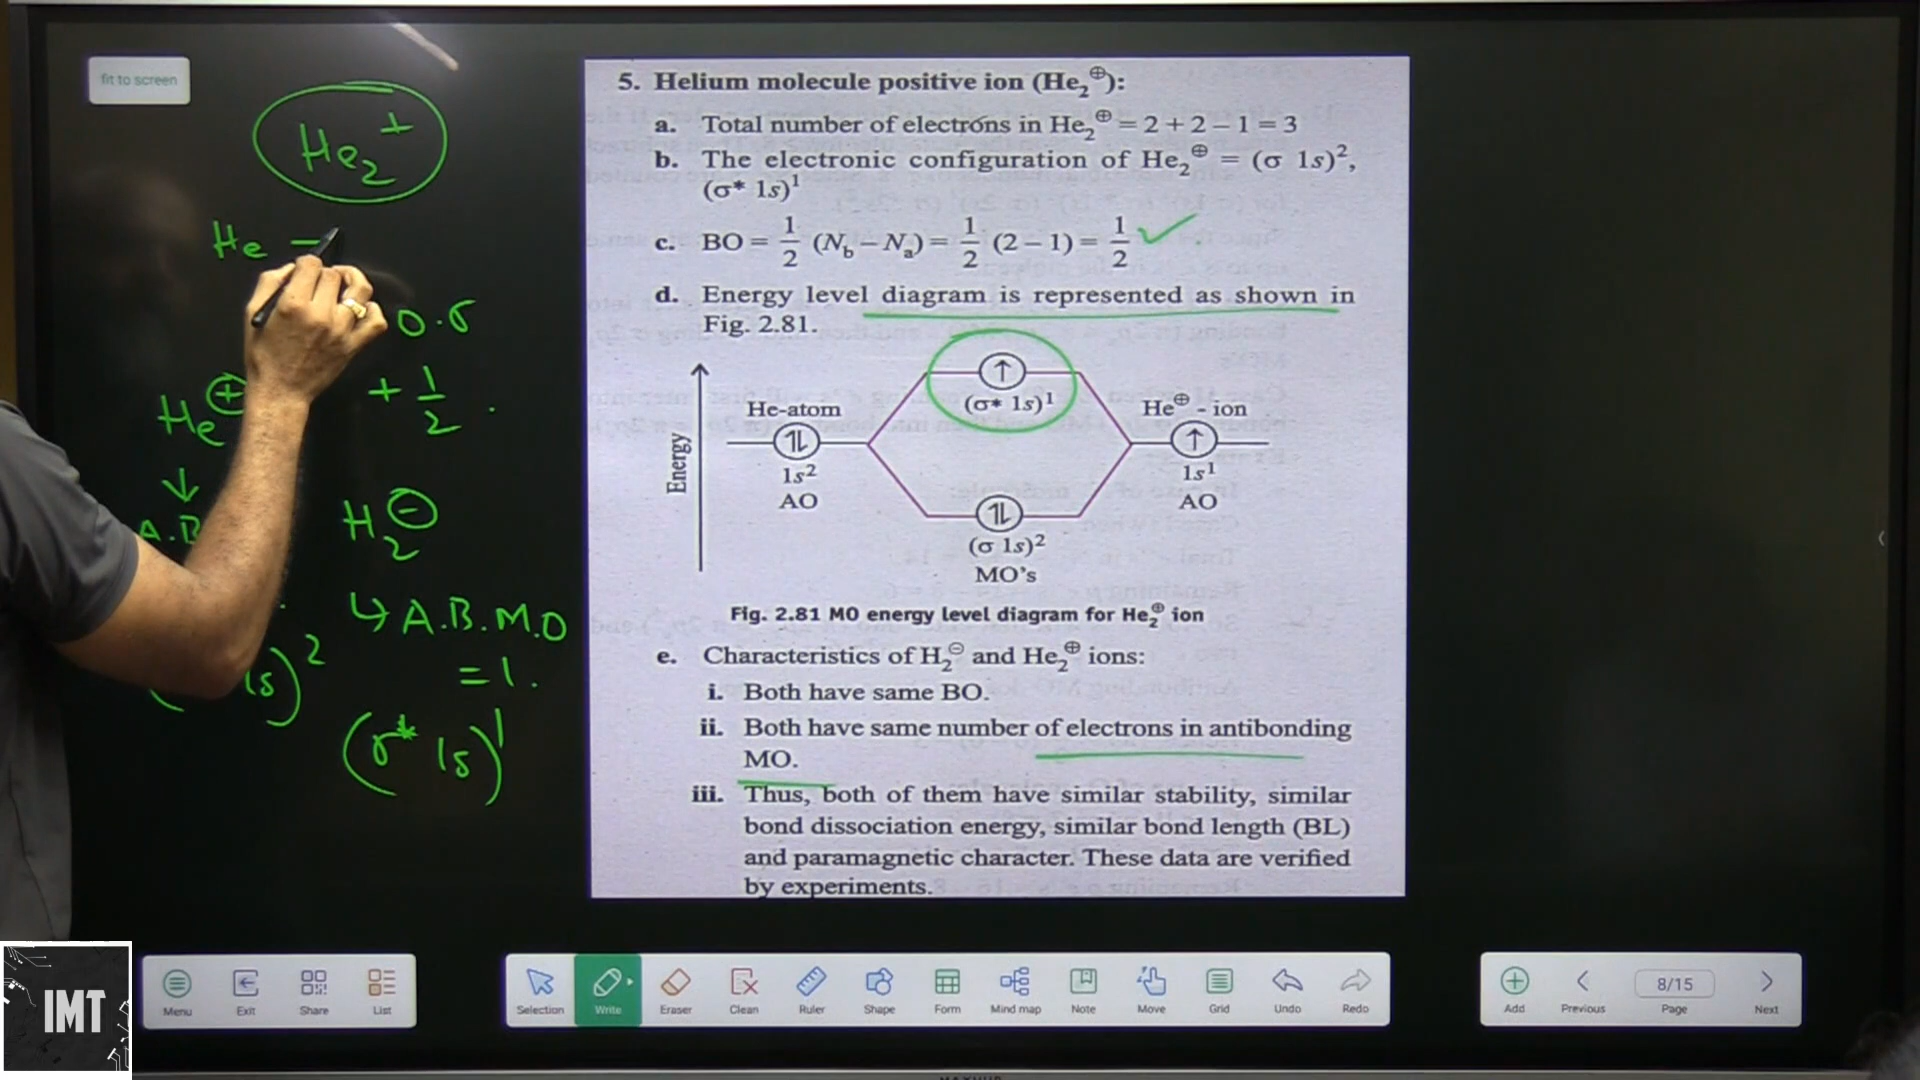 fit to screen
He₂⁺
He –
0.5
He⊕
+ 1/2 .
↓
A.B
H₂⊖
↳ A.B.M.O
= 1 .
1s)²
(σ* 1s)¹
5. Helium molecule positive ion (He₂⊕):
a. Total number of electrons in He₂⊕ = 2 + 2 – 1 = 3
b. The electronic configuration of He₂⊕ = (σ 1s)²,
(σ* 1s)¹
c. BO = 1/2 (N_b – N_a) = 1/2 (2 – 1) = 1/2 ✓
d. Energy level diagram is represented as shown in
Fig. 2.81.
Energy
He-atom
1s²
AO
↑
(σ* 1s)¹
He⊕ - ion
↑
1s¹
AO
(σ 1s)²
MO's
Fig. 2.81 MO energy level diagram for He₂⊕ ion
e. Characteristics of H₂⊖ and He₂⊕ ions:
i. Both have same BO.
ii. Both have same number of electrons in antibonding
MO.
iii. Thus, both of them have similar stability, similar
bond dissociation energy, similar bond length (BL)
and paramagnetic character. These data are verified
by experiments.
Menu Exit Share List
Selection Write Eraser Clean Ruler Shape Form Mind map Note Move Grid Undo Redo
Add Previous 8/15 Page Next
IMT